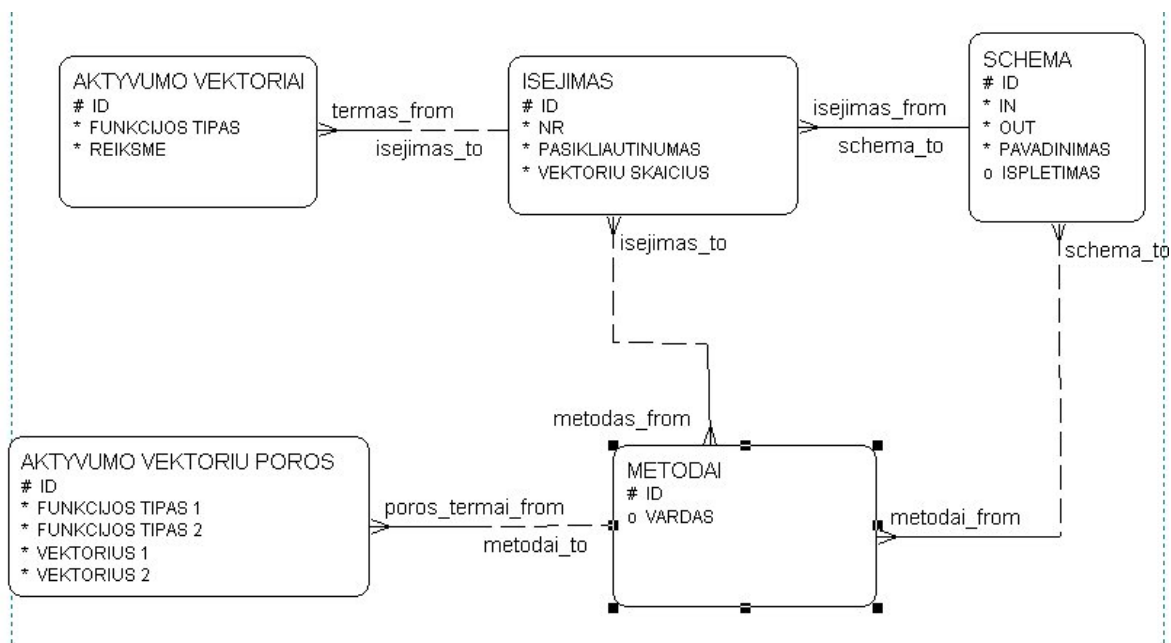 AKTYVUMO VEKTORIAI
# ID
* FUNKCIJOS TIPAS
* REIKSME
termas_from
isejimas_to
ISEJIMAS
# ID
* NR
* PASIKLIAUTINUMAS
* VEKTORIU SKAICIUS
isejimas_from
schema_to
SCHEMA
# ID
* IN
* OUT
* PAVADINIMAS
o ISPLETIMAS
isejimas_to
schema_to
metodas_from
AKTYVUMO VEKTORIU POROS
# ID
* FUNKCIJOS TIPAS 1
* FUNKCIJOS TIPAS 2
* VEKTORIUS 1
* VEKTORIUS 2
poros_termai_from
metodai_to
METODAI
# ID
o VARDAS
metodai_from